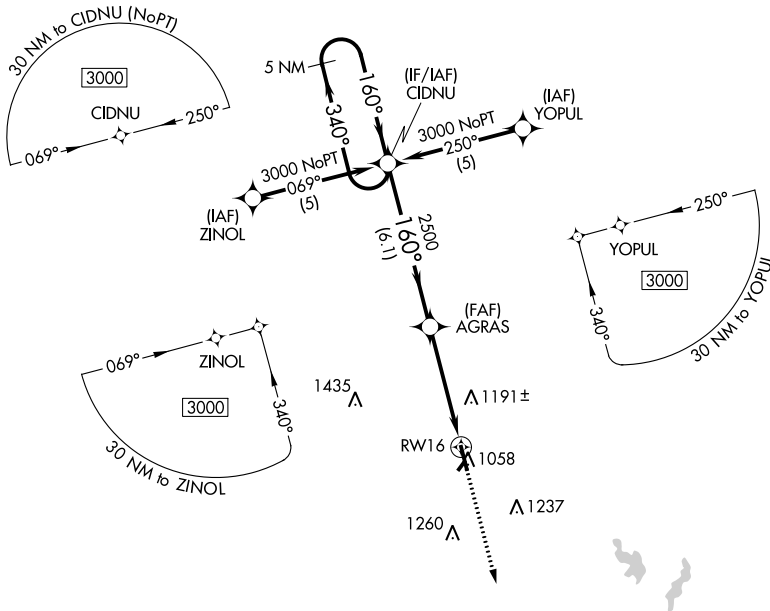 30 NM to CIDNU (NoPT)
3000
CIDNU
069°
250°
5 NM
340°
160°
(IF/IAF)
CIDNU
(IAF)
YOPUL
3000 NoPT
250°
(5)
3000 NoPT
069°
(5)
(IAF)
ZINOL
2500
160°
(6.1)
250°
YOPUL
3000
340°
30 NM to YOPUL
(FAF)
AGRAS
069°
ZINOL
3000
340°
30 NM to ZINOL
1435
1191±
RW16
1058
1237
1260